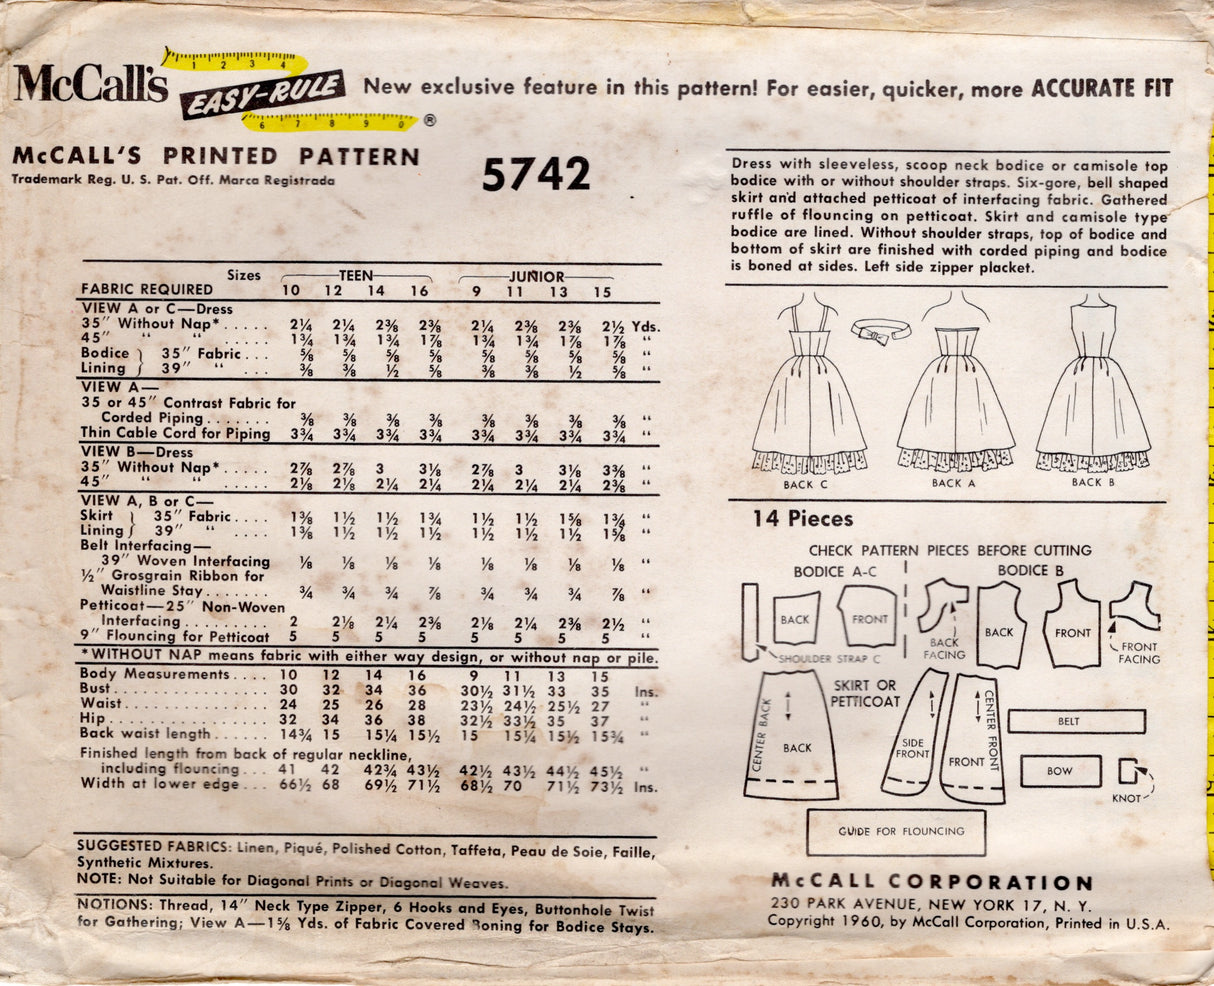 McCall's
1 2 3 4
EASY-RULE
6 7 8 9 0
®
New exclusive feature in this pattern! For easier, quicker, more ACCURATE FIT
McCALL'S PRINTED PATTERN
Trademark Reg. U. S. Pat. Off. Marca Registrada
5742
Sizes TEEN JUNIOR
FABRIC REQUIRED 10 12 14 16 9 11 13 15
VIEW A or C—Dress
35″ Without Nap*..... 2¼ 2¼ 2⅜ 2⅜ 2¼ 2⅜ 2⅜ 2½ Yds.
45″ “ “ ..... 1¾ 1¾ 1¾ 1⅞ 1¾ 1¾ 1⅞ 1⅞ “
Bodice } 35″ Fabric... ⅝ ⅝ ⅝ ⅝ ⅝ ⅝ ⅝ ⅝ “
Lining } 39″ “ ... ⅜ ⅜ ½ ⅝ ⅜ ⅜ ½ ⅝ “
VIEW A—
35 or 45″ Contrast Fabric for
Corded Piping....... ⅜ ⅜ ⅜ ⅜ ⅜ ⅜ ⅜ ⅜ “
Thin Cable Cord for Piping 3¾ 3¾ 3¾ 3¾ 3¾ 3¾ 3¾ 3¾ “
VIEW B—Dress
35″ Without Nap*..... 2⅞ 2⅞ 3 3⅛ 2⅞ 3 3⅛ 3⅜ “
45″ “ “ ..... 2⅛ 2⅛ 2¼ 2¼ 2¼ 2¼ 2¼ 2⅜ “
VIEW A, B or C—
Skirt } 35″ Fabric.... 1⅜ 1½ 1½ 1¾ 1½ 1½ 1⅝ 1¾ “
Lining } 39″ “ .... 1⅜ 1½ 1½ 1½ 1½ 1½ 1½ 1⅝ “
Belt Interfacing—
39″ Woven Interfacing ⅛ ⅛ ⅛ ⅛ ⅛ ⅛ ⅛ ⅛ “
½″ Grosgrain Ribbon for
Waistline Stay....... ¾ ¾ ¾ ⅞ ¾ ¾ ¾ ⅞ “
Petticoat—25″ Non-Woven
Interfacing......... 2 2⅛ 2¼ 2⅜ 2⅛ 2¼ 2⅜ 2½ “
9″ Flouncing for Petticoat 5 5 5 5 5 5 5 5 “
*WITHOUT NAP means fabric with either way design, or without nap or pile.
Body Measurements.... 10 12 14 16 9 11 13 15
Bust................ 30 32 34 36 30½ 31½ 33 35 Ins.
Waist............... 24 25 26 28 23½ 24½ 25½ 27 “
Hip................. 32 34 36 38 32½ 33½ 35 37 “
Back waist length...... 14¾ 15 15¼ 15½ 15 15¼ 15½ 15¾ “
Finished length from back of regular neckline,
including flouncing... 41 42 42¾ 43½ 42½ 43½ 44½ 45½ “
Width at lower edge... 66½ 68 69½ 71½ 68½ 70 71½ 73½ Ins.
SUGGESTED FABRICS: Linen, Piqué, Polished Cotton, Taffeta, Peau de Soie, Faille,
Synthetic Mixtures.
NOTE: Not Suitable for Diagonal Prints or Diagonal Weaves.
NOTIONS: Thread, 14″ Neck Type Zipper, 6 Hooks and Eyes, Buttonhole Twist
for Gathering; View A—1⅝ Yds. of Fabric Covered Boning for Bodice Stays.
Dress with sleeveless, scoop neck bodice or camisole top
bodice with or without shoulder straps. Six-gore, bell shaped
skirt and attached petticoat of interfacing fabric. Gathered
ruffle of flouncing on petticoat. Skirt and camisole type
bodice are lined. Without shoulder straps, top of bodice and
bottom of skirt are finished with corded piping and bodice
is boned at sides. Left side zipper placket.
BACK C BACK A BACK B
14 Pieces
CHECK PATTERN PIECES BEFORE CUTTING
BODICE A-C BODICE B
BACK FRONT BACK FRONT
SHOULDER STRAP C
BACK FACING
FRONT FACING
SKIRT OR
PETTICOAT
CENTER BACK
BACK
SIDE FRONT
FRONT
CENTER FRONT
BELT
BOW
KNOT
GUIDE FOR FLOUNCING
McCALL CORPORATION
230 PARK AVENUE, NEW YORK 17, N. Y.
Copyright 1960, by McCall Corporation, Printed in U.S.A.